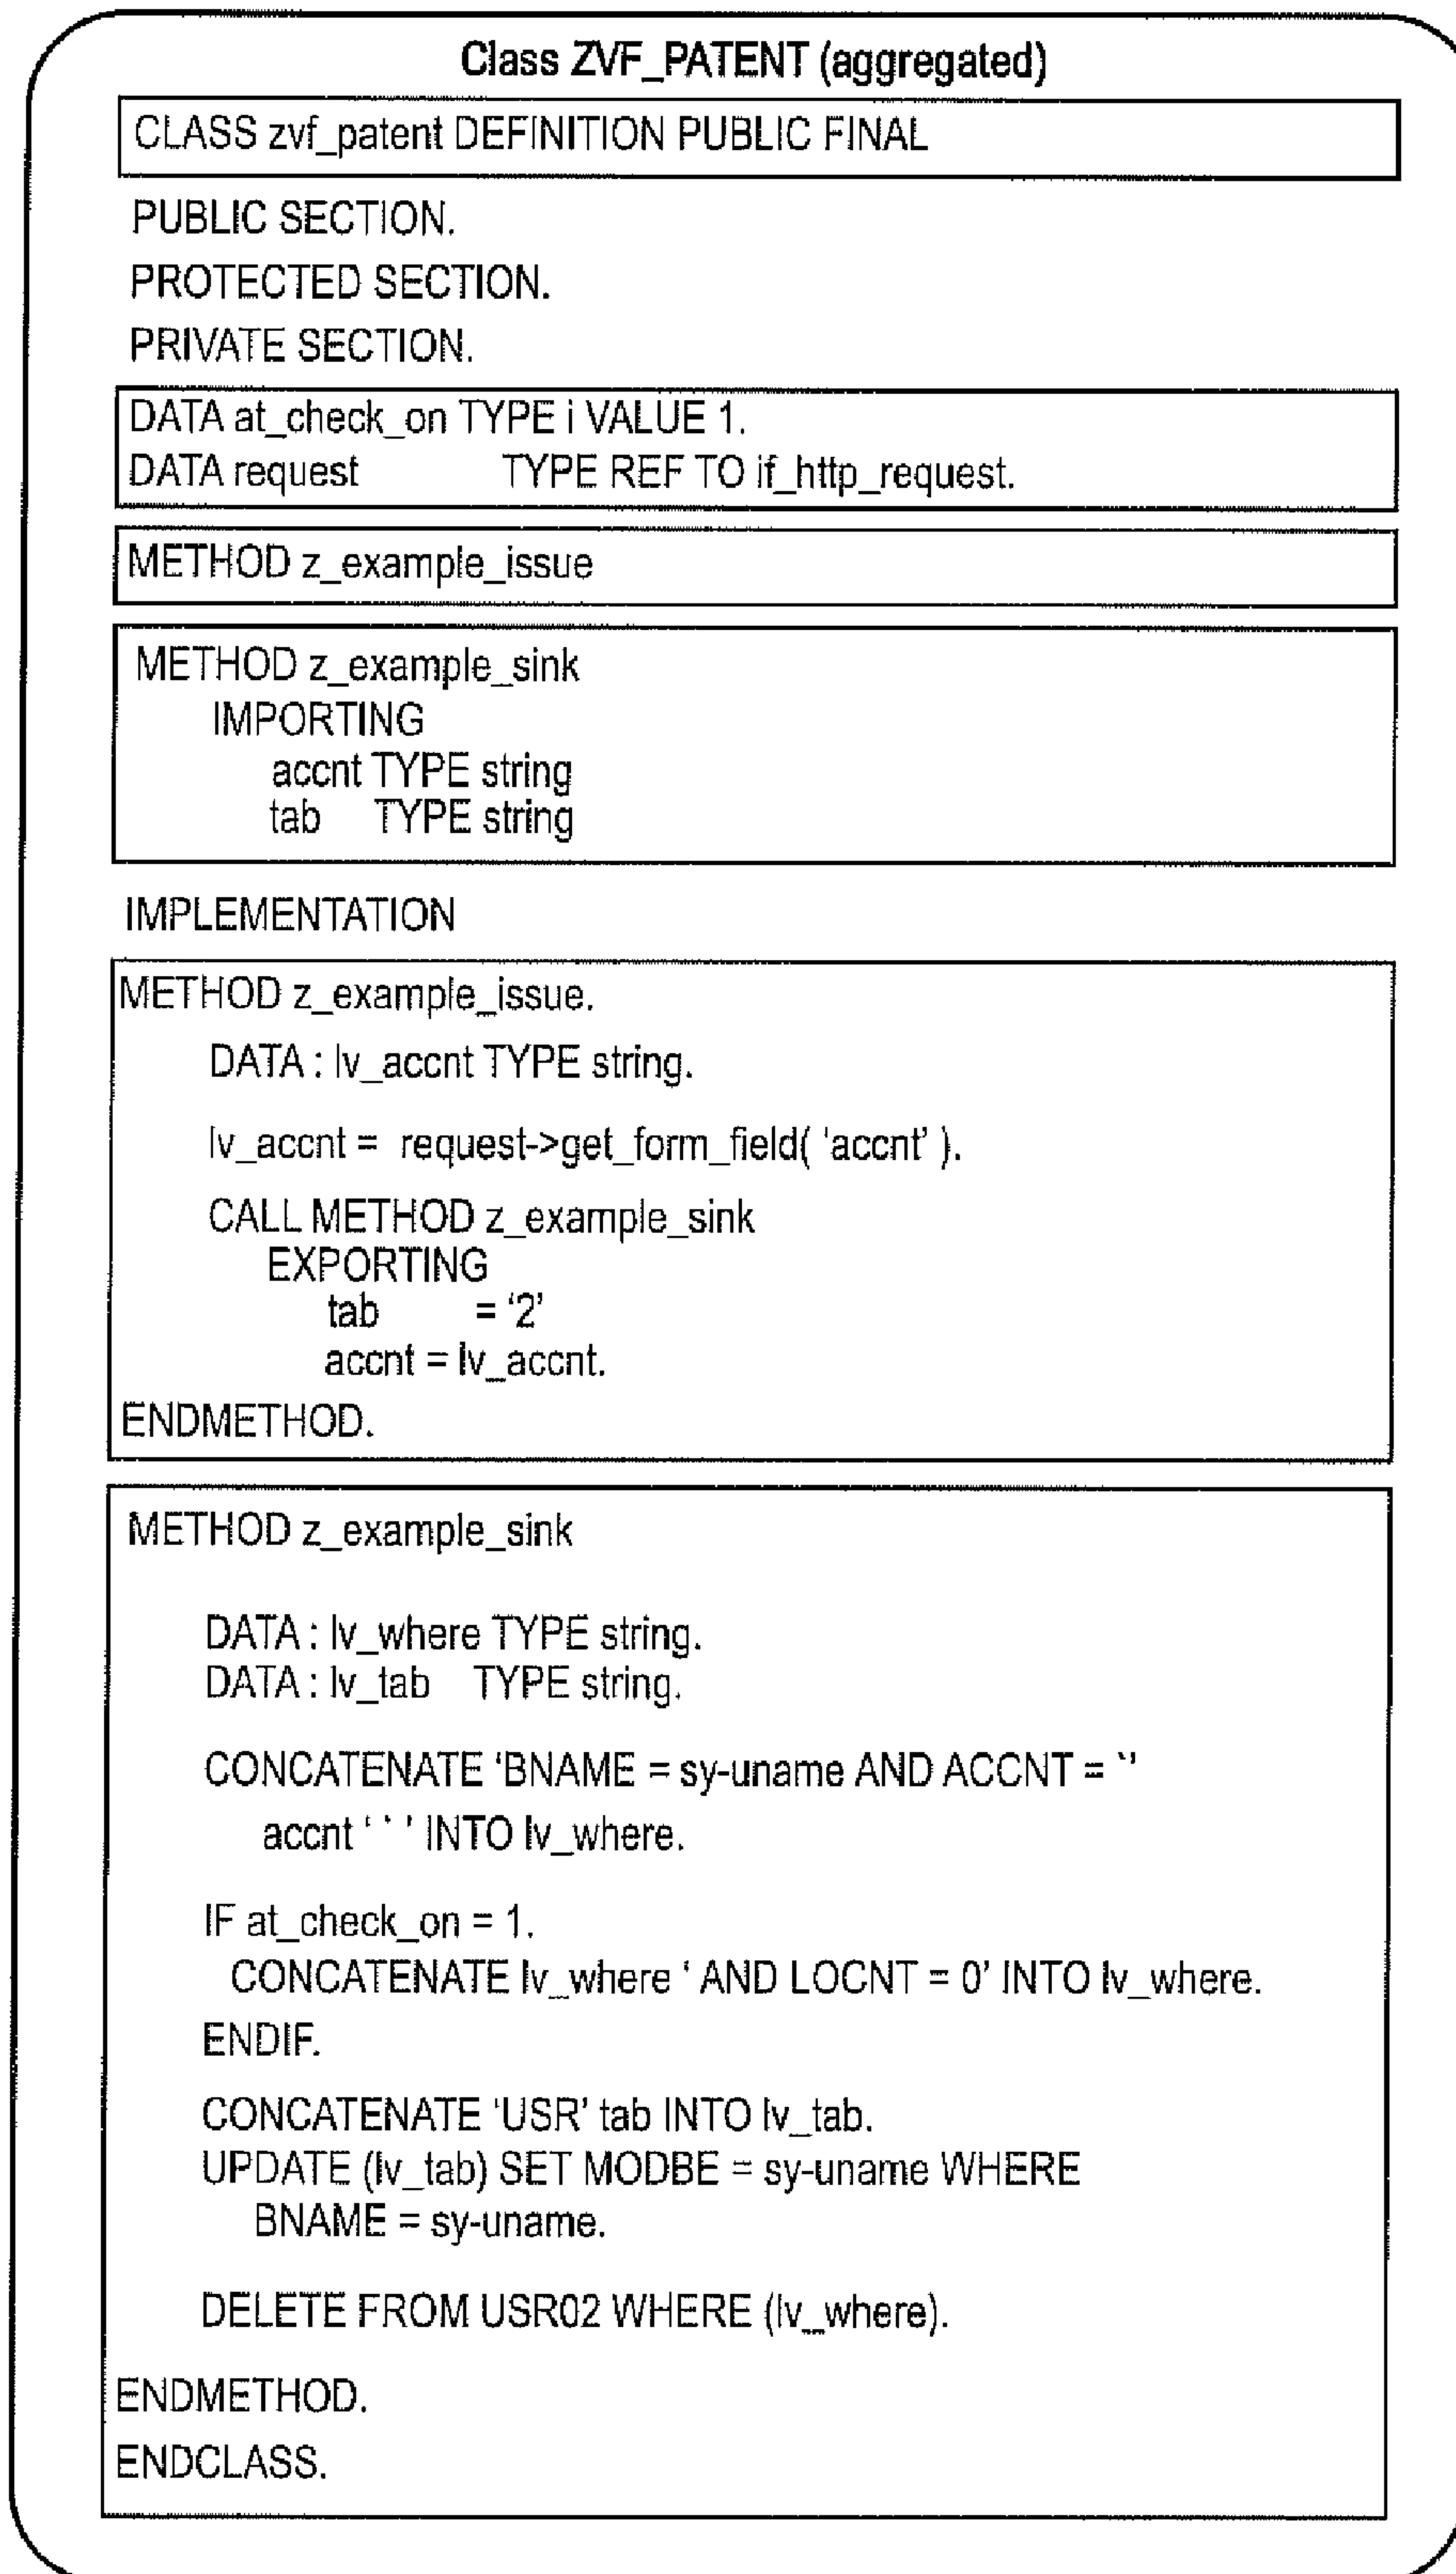 Class ZVF_PATENT (aggregated)
CLASS zvf_patent DEFINITION PUBLIC FINAL
PUBLIC SECTION.
PROTECTED SECTION.
PRIVATE SECTION.
DATA at_check_on TYPE i VALUE 1.
DATA request TYPE REF TO if_http_request.
METHOD z_example_issue
METHOD z_example_sink
IMPORTING
accnt TYPE string
tab TYPE string
IMPLEMENTATION
METHOD z_example_issue.
DATA : lv_accnt TYPE string.
lv_accnt = request->get_form_field( ‘accnt’ ).
CALL METHOD z_example_sink
EXPORTING
tab = ‘2’
accnt = lv_accnt.
ENDMETHOD.
METHOD z_example_sink
DATA : lv_where TYPE string.
DATA : lv_tab TYPE string.
CONCATENATE ‘BNAME = sy-uname AND ACCNT = `’
accnt ‘ ` ’ INTO lv_where.
IF at_check_on = 1.
CONCATENATE lv_where ‘ AND LOCNT = 0’ INTO lv_where.
ENDIF.
CONCATENATE ‘USR’ tab INTO lv_tab.
UPDATE (lv_tab) SET MODBE = sy-uname WHERE
BNAME = sy-uname.
DELETE FROM USR02 WHERE (lv_where).
ENDMETHOD.
ENDCLASS.